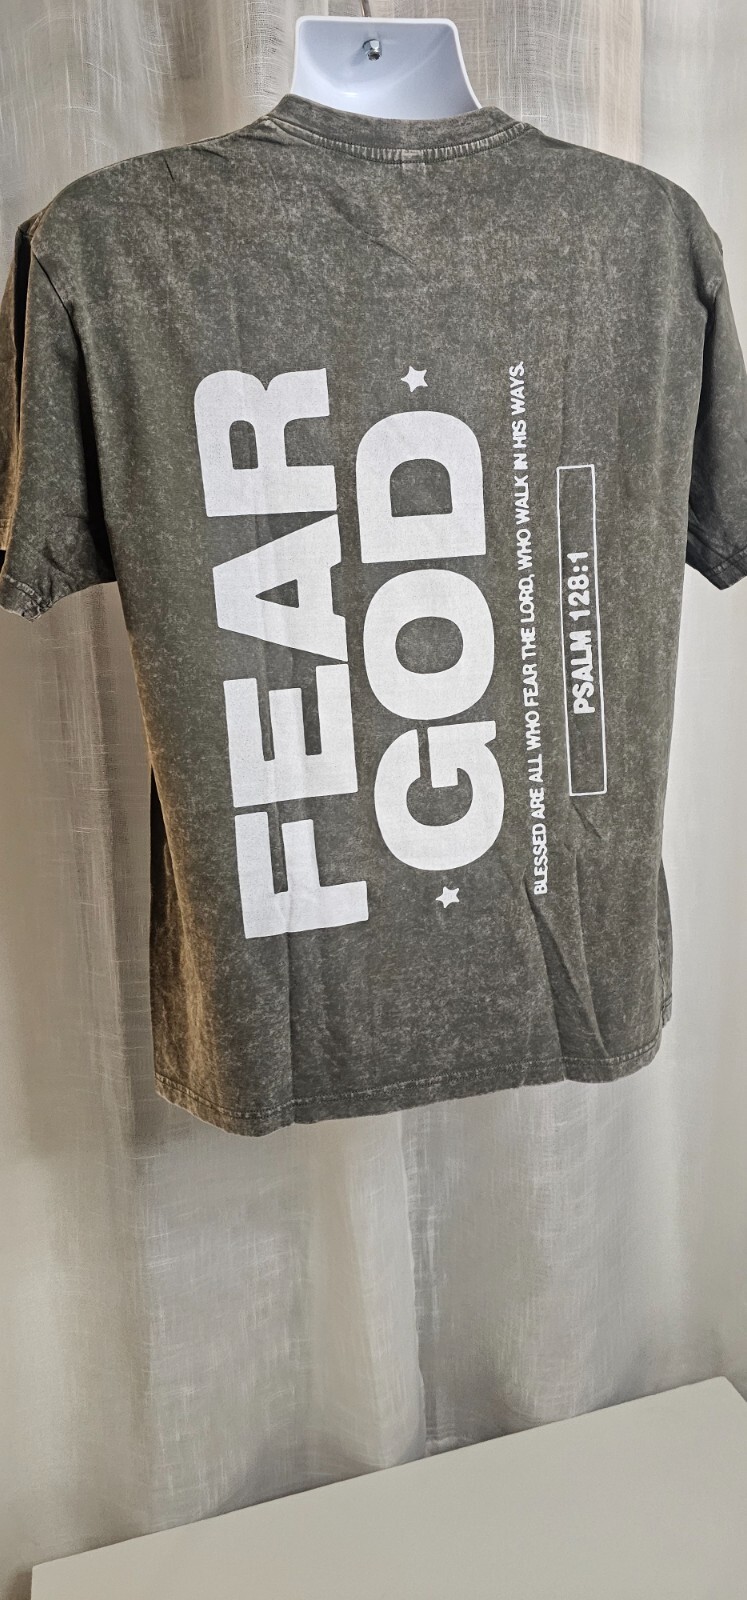 FEAR
GOD
BLESSED ARE ALL WHO FEAR THE LORD, WHO WALK IN HIS WAYS.
PSALM 128:1